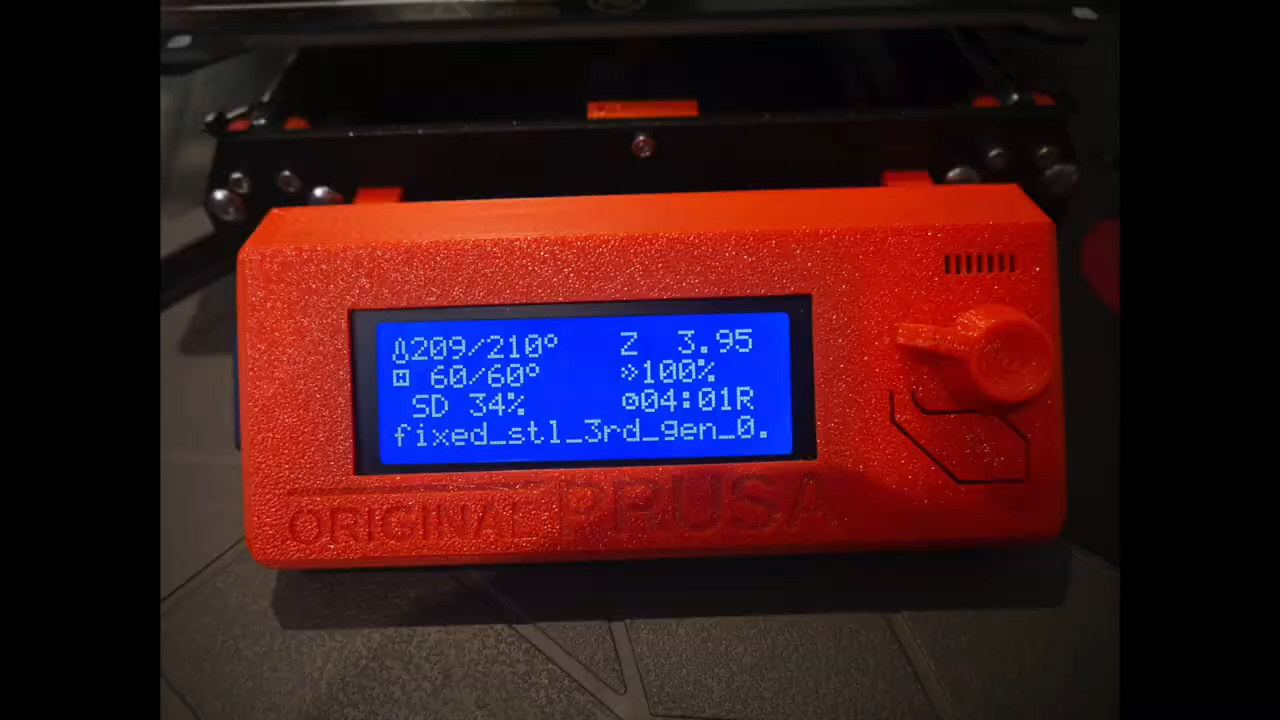 209/210° Z 3.95
60/60° 100%
SD 34% 04:01R
fixed_stl_3rd_gen_0.
ORIGINAL PRUSA